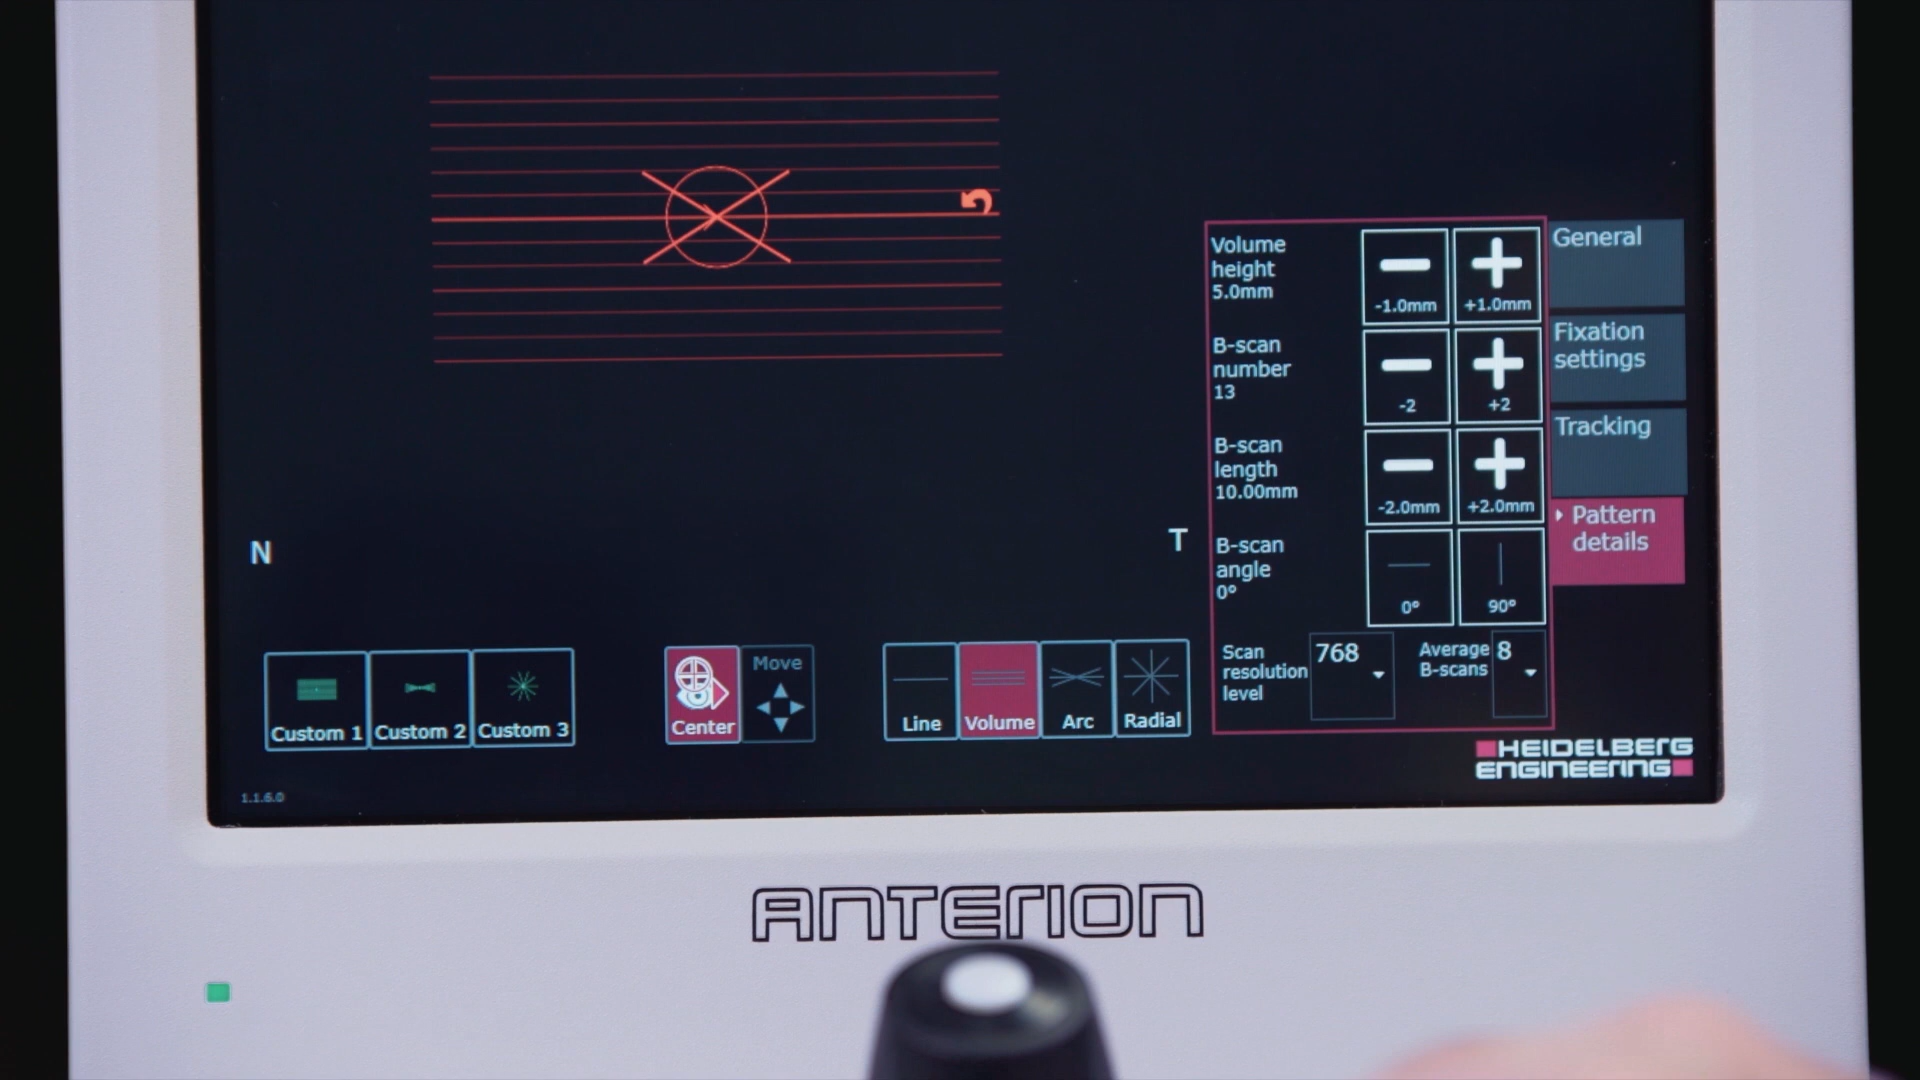 Volume
height
5.0mm
-1.0mm
+1.0mm
B-scan
number
13
-2
+2
B-scan
length
10.00mm
-2.0mm
+2.0mm
B-scan
angle
0°
0°
90°
Scan
resolution
level
768
Average
B-scans
8
General
Fixation
settings
Tracking
Pattern
details
N
T
Custom 1
Custom 2
Custom 3
Center
Move
Line
Volume
Arc
Radial
HEIDELBERG
ENGINEERING
1.1.6.0
ANTERION